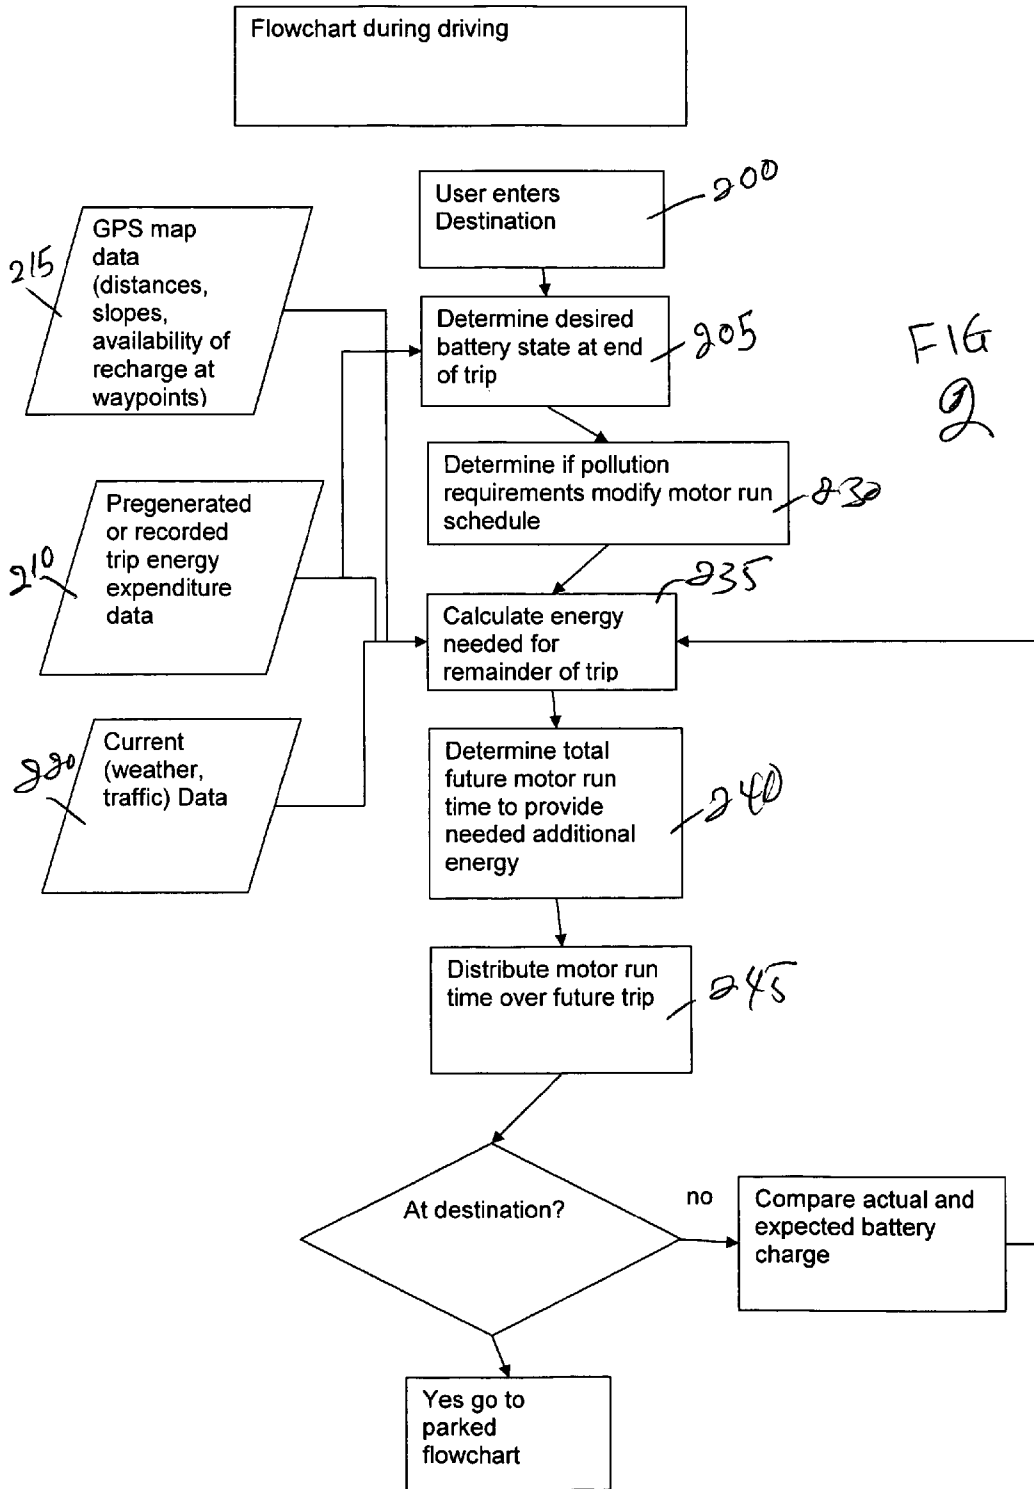 Flowchart during driving
User enters
Destination
200
GPS map
data
(distances,
slopes,
availability of
recharge at
waypoints)
215
Determine desired
battery state at end
of trip
205
FIG
2
Determine if pollution
requirements modify motor run
schedule
230
Pregenerated
or recorded
trip energy
expenditure
data
210
235
Calculate energy
needed for
remainder of trip
Current
(weather,
traffic) Data
220
Determine total
future motor run
time to provide
needed additional
energy
240
Distribute motor run
time over future trip
245
At destination?
no
Compare actual and
expected battery
charge
Yes go to
parked
flowchart